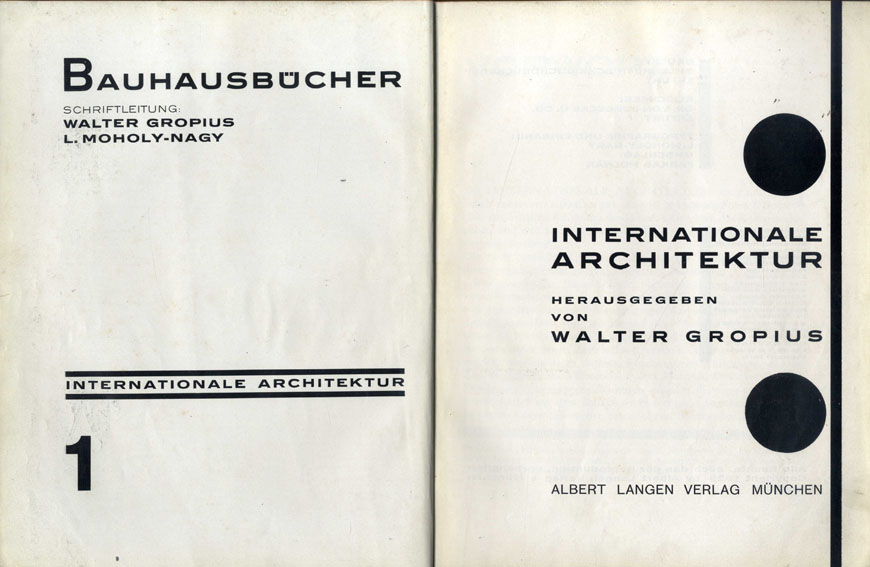 BAUHAUSBÜCHER
SCHRIFTLEITUNG:
WALTER GROPIUS
L. MOHOLY-NAGY
INTERNATIONALE ARCHITEKTUR
1
INTERNATIONALE
ARCHITEKTUR
HERAUSGEGEBEN
VON
WALTER GROPIUS
ALBERT LANGEN VERLAG MÜNCHEN